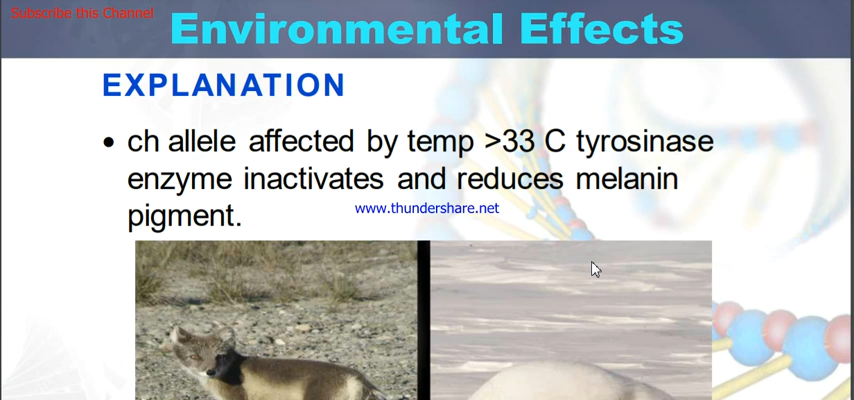 Subscribe this Channel
Environmental Effects
EXPLANATION
• ch allele affected by temp >33 C tyrosinase
enzyme inactivates and reduces melanin
pigment.
www.thundershare.net